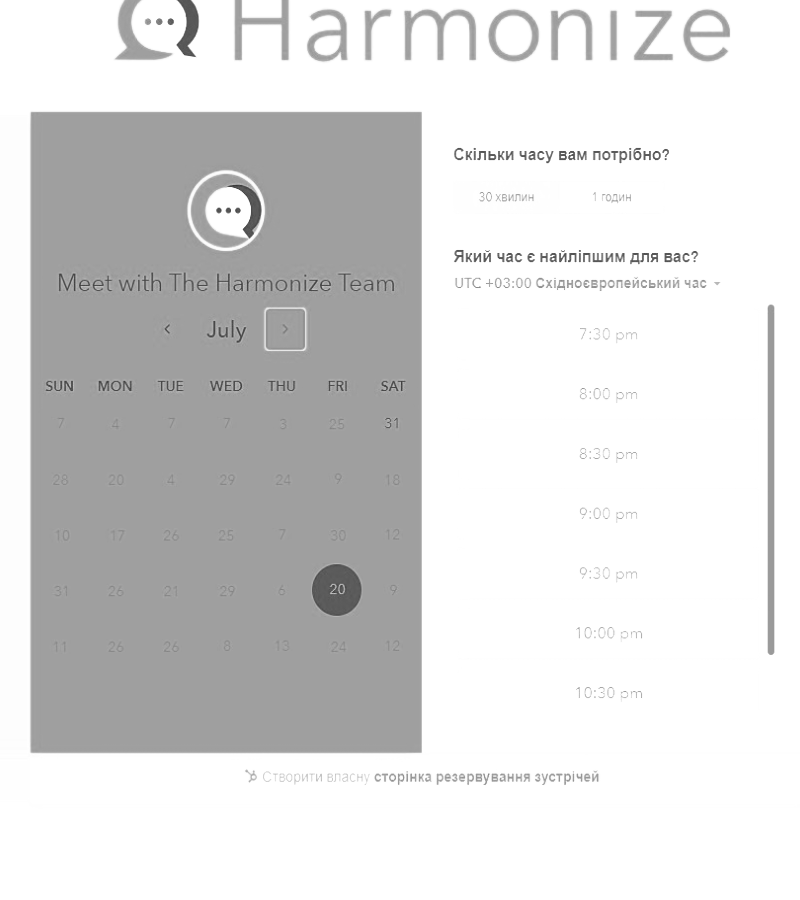 Harmonize
Meet with The Harmonize Team
July
SUN MON TUE WED THU FRI SAT
7 4 7 7 3 25 31
28 20 4 29 24 9 18
10 17 26 25 7 30 12
31 26 21 29 6 20 9
11 26 26 8 13 24 12
Скільки часу вам потрібно?
30 хвилин 1 годин
Який час є найліпшим для вас?
UTC +03:00 Східноєвропейський час
7:30 pm
8:00 pm
8:30 pm
9:00 pm
9:30 pm
10:00 pm
10:30 pm
Створити власну сторінка резервування зустрічей